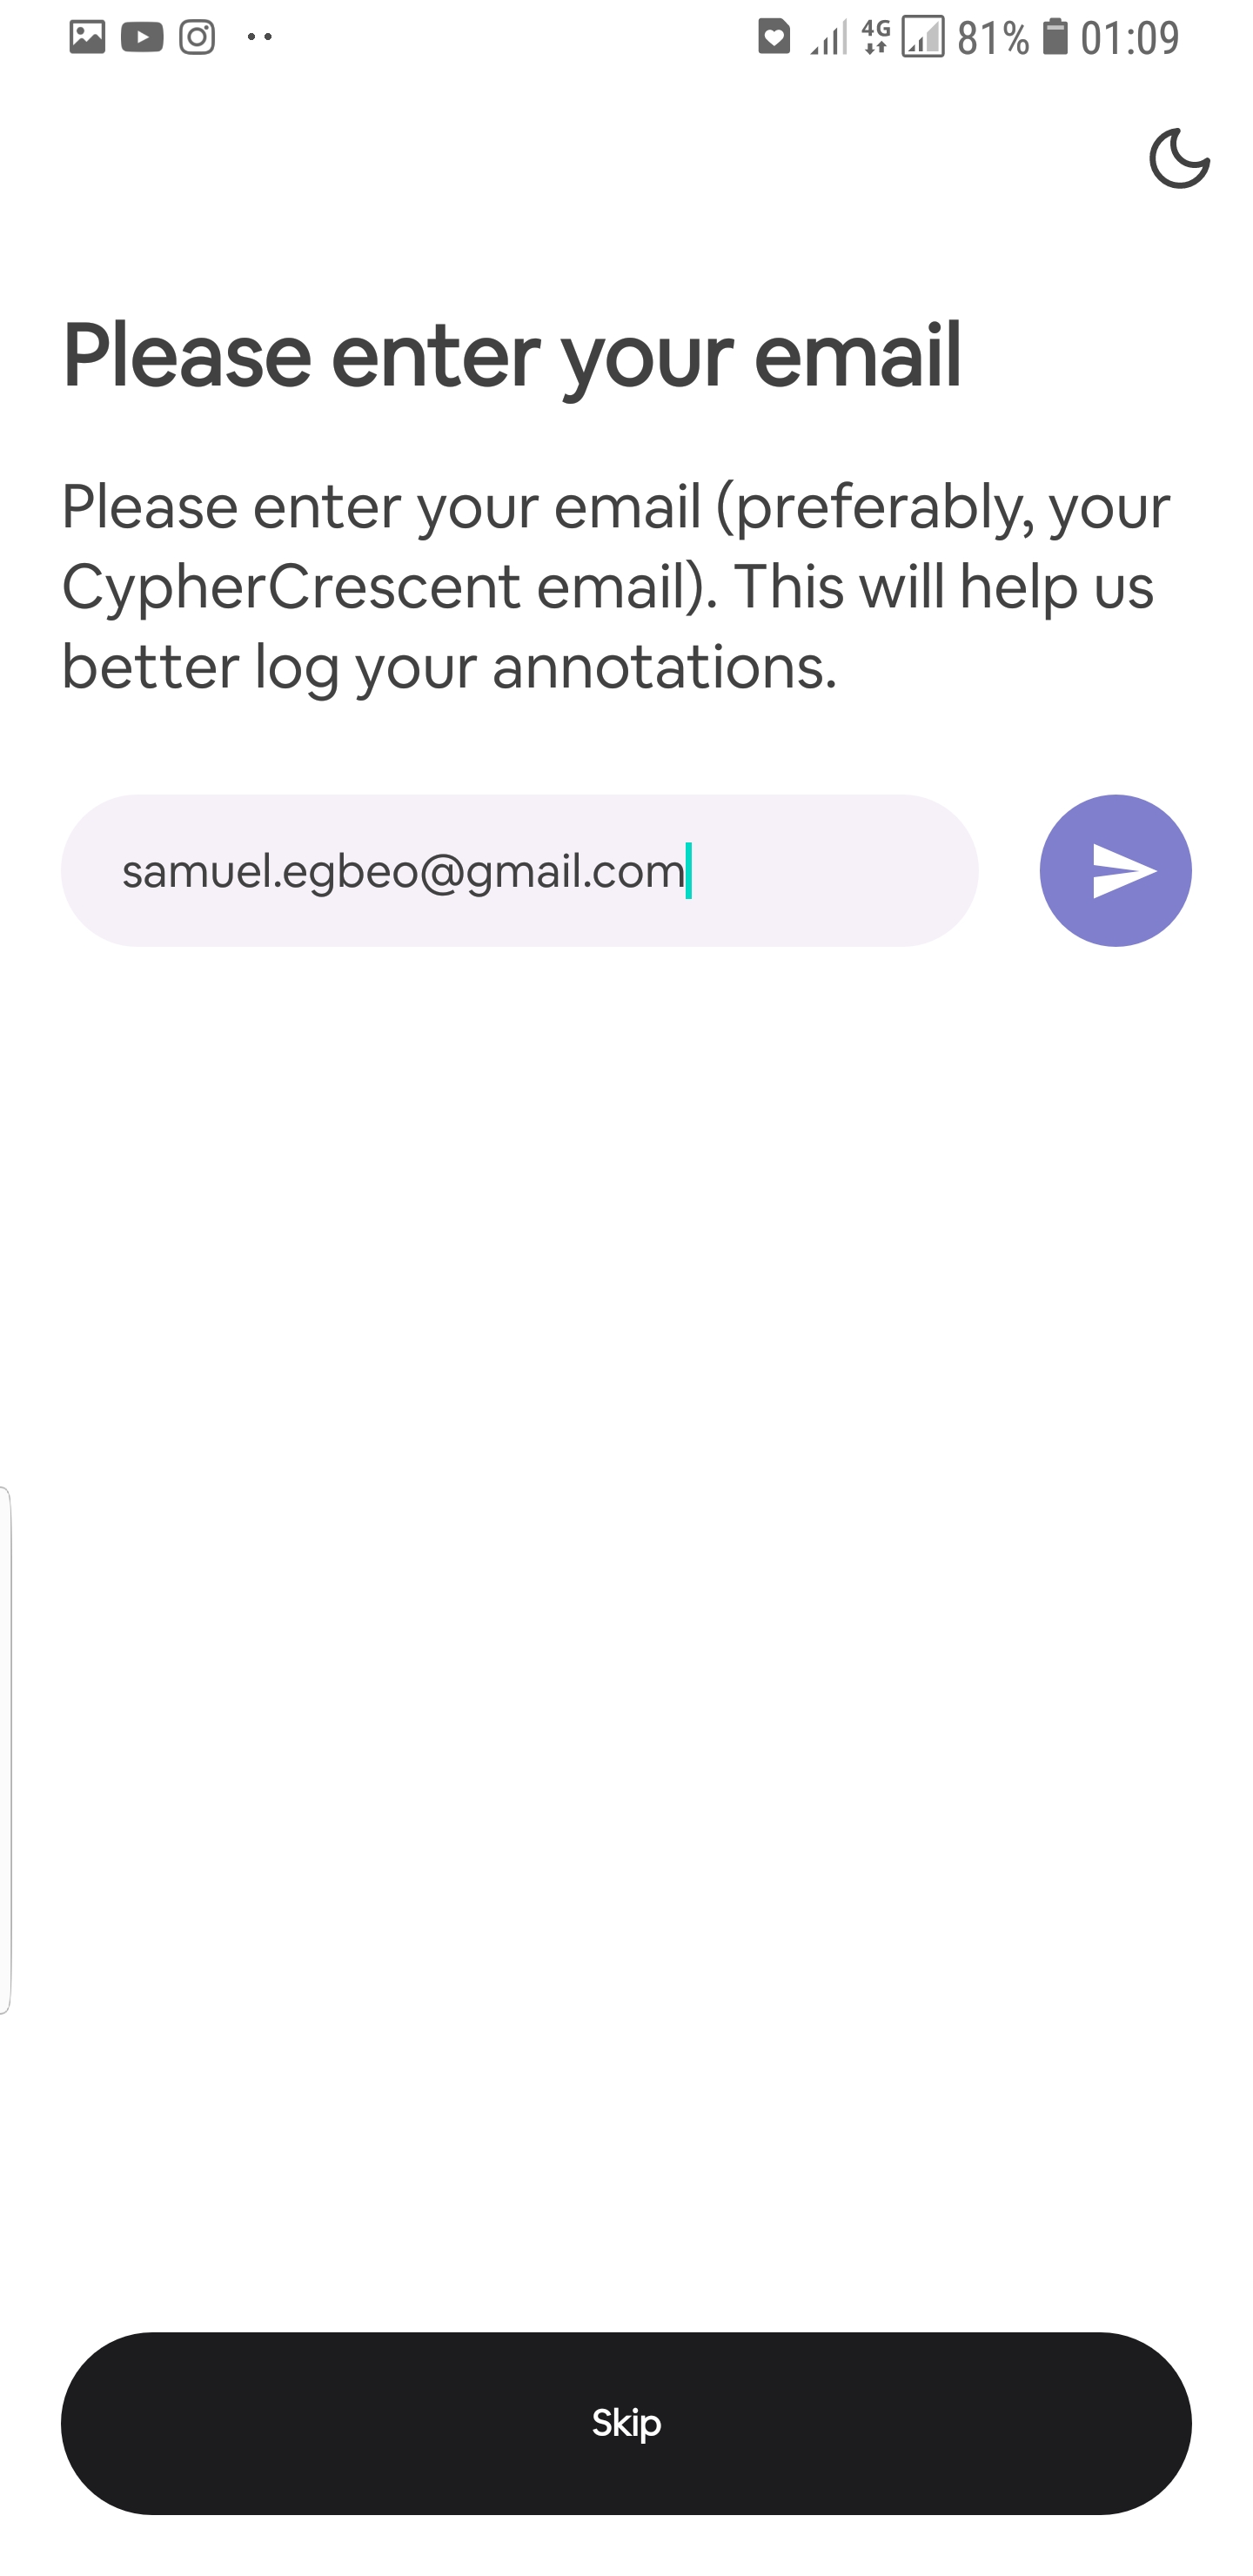 4G 81% 01:09
Please enter your email
Please enter your email (preferably, your
CypherCrescent email). This will help us
better log your annotations.
samuel.egbeo@gmail.com
Skip